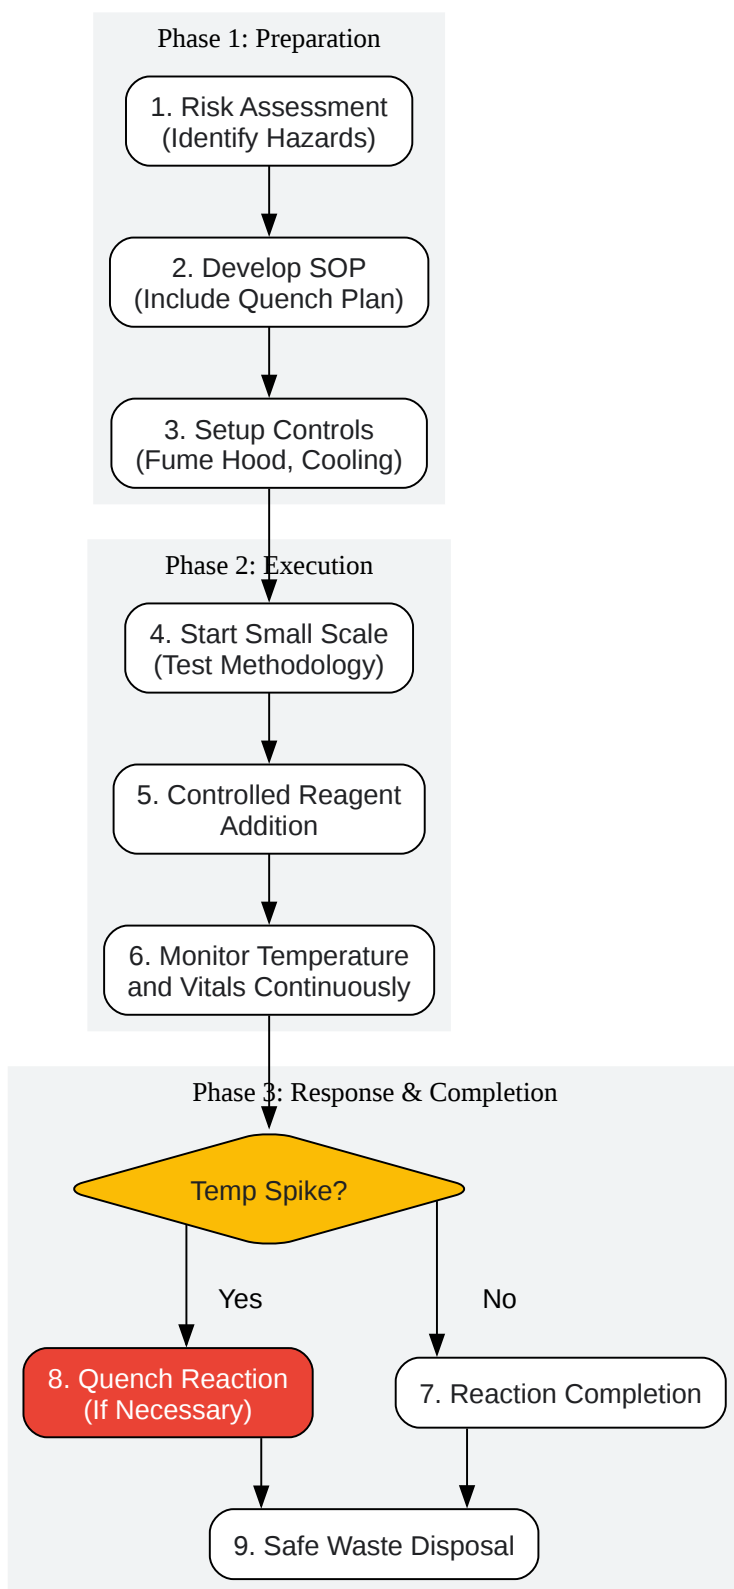 Phase 1: Preparation
1. Risk Assessment
(Identify Hazards)
2. Develop SOP
(Include Quench Plan)
3. Setup Controls
(Fume Hood, Cooling)
Phase 2: Execution
4. Start Small Scale
(Test Methodology)
5. Controlled Reagent
Addition
6. Monitor Temperature
and Vitals Continuously
Phase 3: Response & Completion
Temp Spike?
Yes
No
8. Quench Reaction
(If Necessary)
7. Reaction Completion
9. Safe Waste Disposal